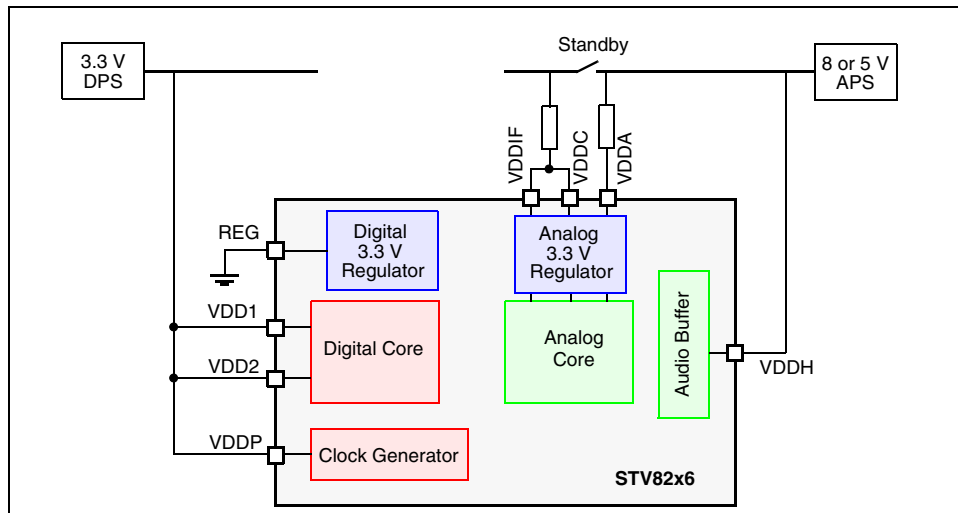 Standby
3.3 V
DPS
8 or 5 V
APS
VDDIF
VDDC
VDDA
REG
Digital
3.3 V
Regulator
Analog
3.3 V
Regulator
VDD1
Digital Core
Analog
Core
Audio Buffer
VDDH
VDD2
VDDP
Clock Generator
STV82x6